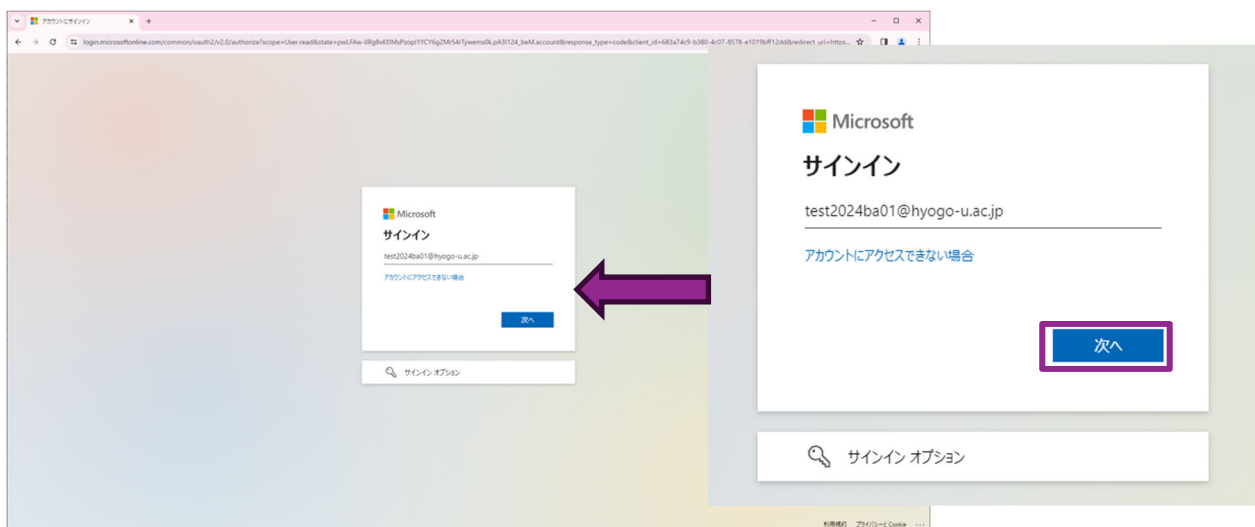 アカウントにサインイン
Microsoft
サインイン
test2024ba01@hyogo-u.ac.jp
アカウントにアクセスできない場合
次へ
サインイン オプション
利用規約 プライバシーと Cookie ...
Microsoft
サインイン
test2024ba01@hyogo-u.ac.jp
アカウントにアクセスできない場合
次へ
サインイン オプション